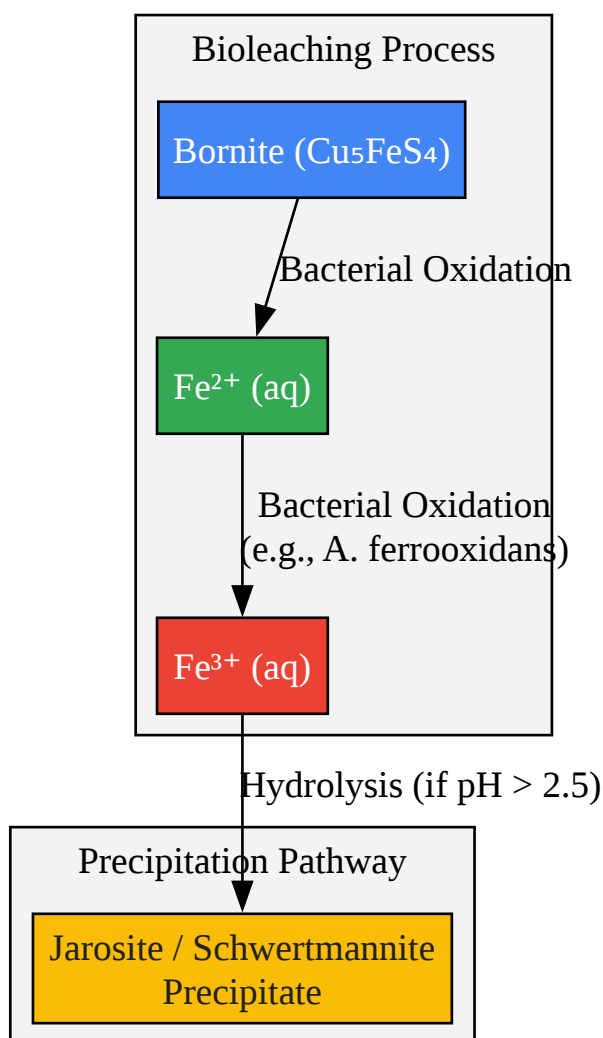 Bioleaching Process
Bornite (Cu₅FeS₄)
Bacterial Oxidation
Fe²⁺ (aq)
Bacterial Oxidation
(e.g., A. ferrooxidans)
Fe³⁺ (aq)
Hydrolysis (if pH > 2.5)
Precipitation Pathway
Jarosite / Schwertmannite
Precipitate